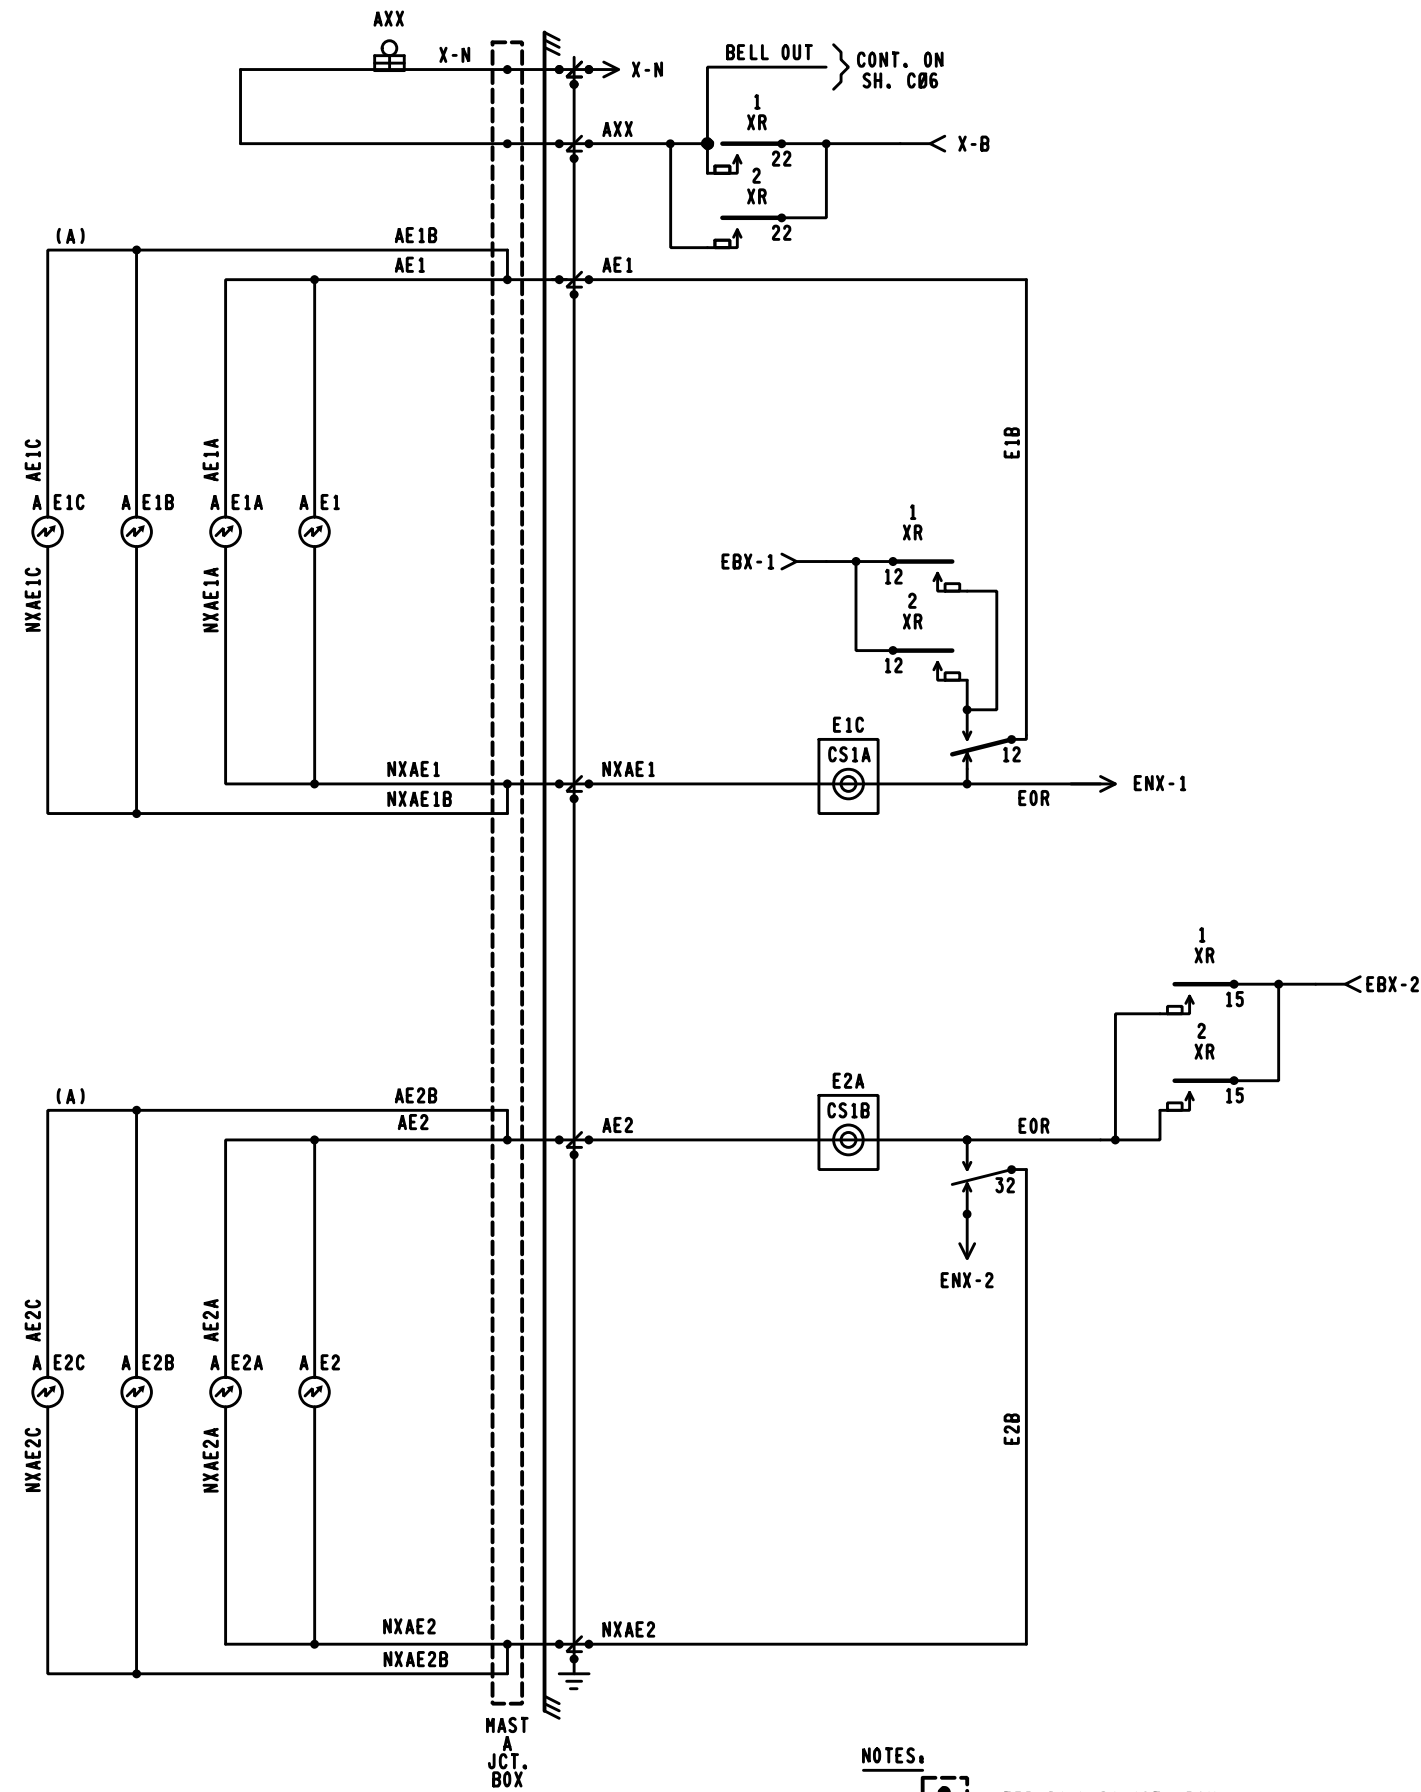 AXX
X-N
X-N
BELL OUT
CONT. ON
SH. CØ6
AXX
1
XR
22
X-B
2
XR
22
(A)
AE1B
AE1
AE1
E1B
AE1C
AE1A
A E1C
A E1B
A E1A
A E1
NXAE1C
NXAE1A
1
XR
EBX-1
12
2
XR
12
E1C
CS1A
12
NXAE1
NXAE1B
NXAE1
EOR
ENX-1
1
XR
15
EBX-2
2
XR
15
(A)
AE2B
AE2
AE2
E2A
CS1B
EOR
32
ENX-2
AE2C
AE2A
A E2C
A E2B
A E2A
A E2
NXAE2C
NXAE2A
E2B
NXAE2
NXAE2B
NXAE2
MAST
A
JCT.
BOX
NOTES: